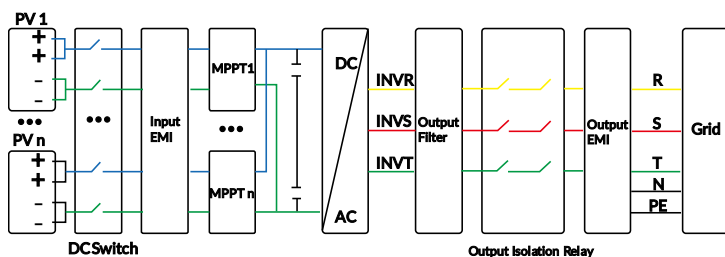 PV 1
+
+
–
–
•••
PV n
+
+
–
–
•••
DC Switch
Input
EMI
MPPT1
•••
MPPT n
DC
AC
INVR
INVS
INVT
Output
Filter
Output Isolation Relay
Output
EMI
R
S
T
N
PE
Grid